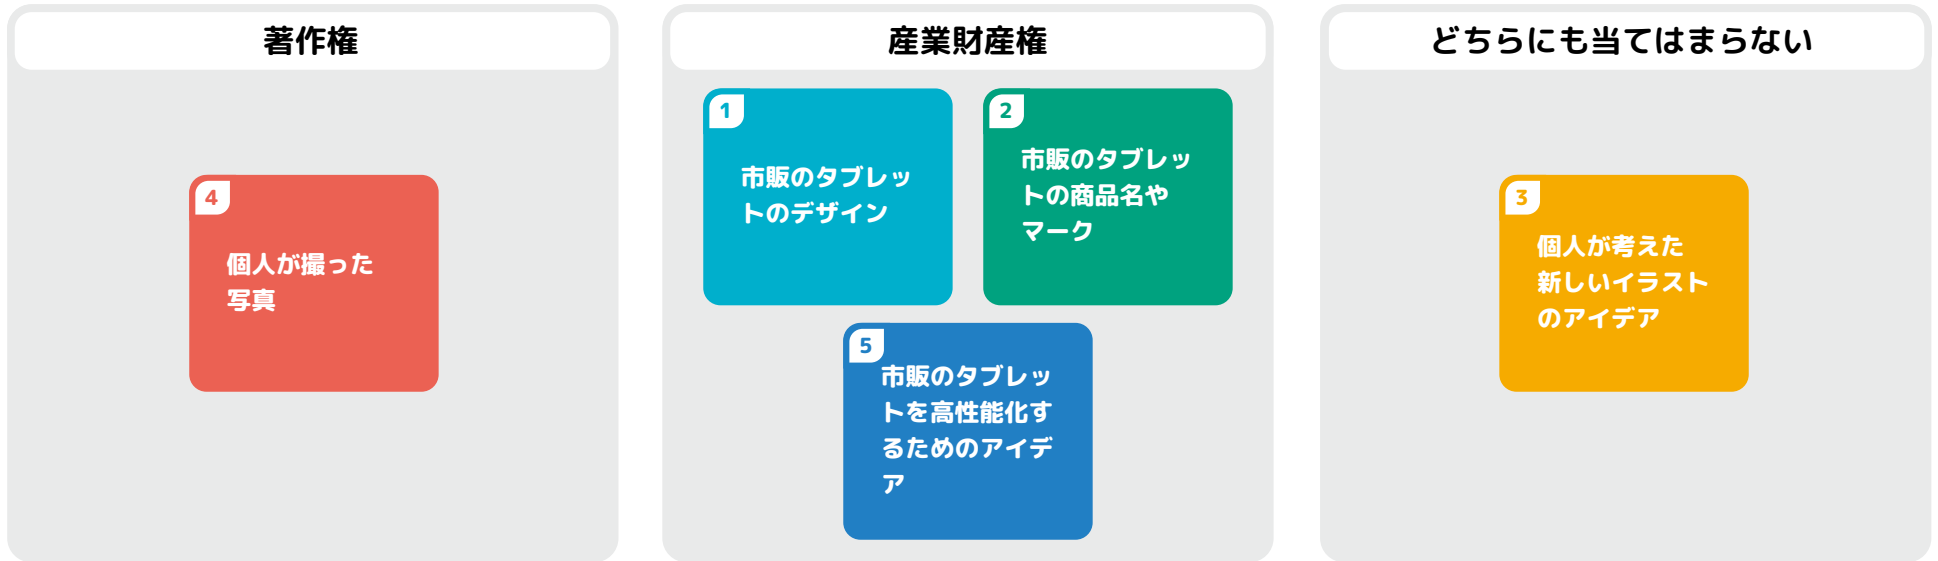 著作権
4
個人が撮った
写真
産業財産権
1
市販のタブレッ
トのデザイン
2
市販のタブレッ
トの商品名や
マーク
5
市販のタブレッ
トを高性能化す
るためのアイデ
ア
どちらにも当てはまらない
3
個人が考えた
新しいイラスト
のアイデア